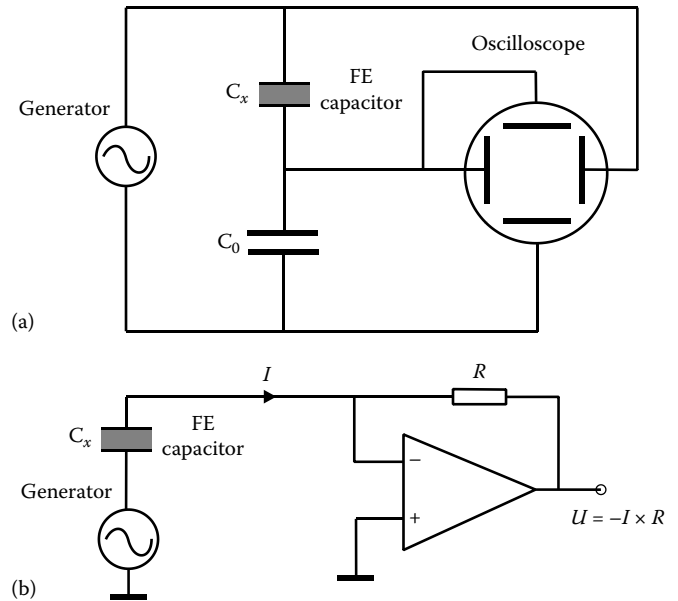 Oscilloscope
Generator
Cx
FE
capacitor
C0
(a)
I
R
Cx
FE
capacitor
Generator
−
+
U = −I × R
(b)